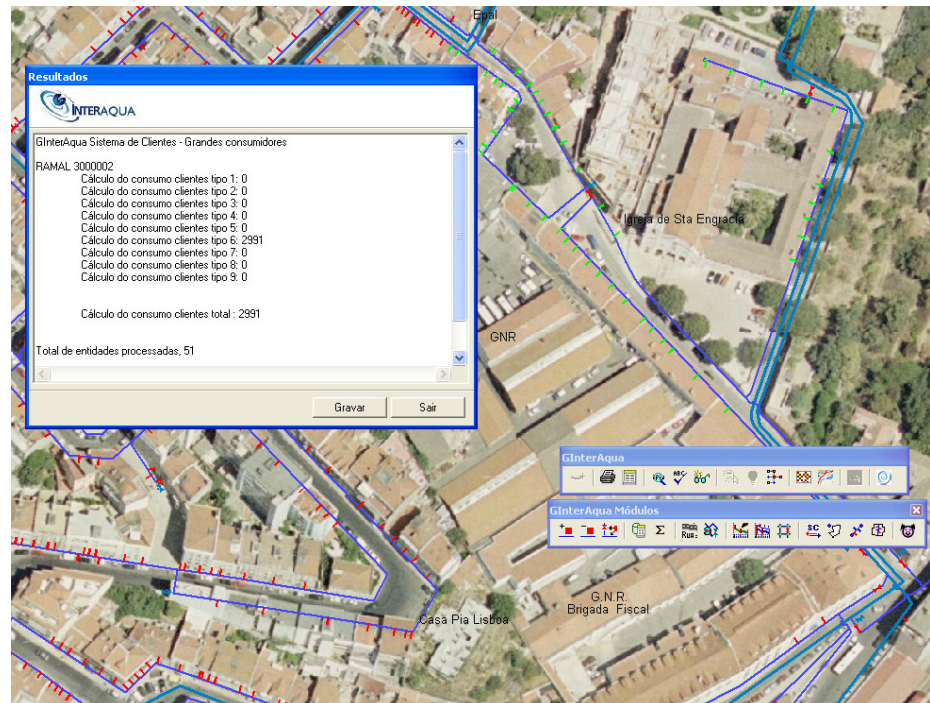 Epal
Resultados
INTERAQUA
GInterAqua Sistema de Clientes - Grandes consumidores
RAMAL 3000002
Cálculo do consumo clientes tipo 1: 0
Cálculo do consumo clientes tipo 2: 0
Cálculo do consumo clientes tipo 3: 0
Cálculo do consumo clientes tipo 4: 0
Cálculo do consumo clientes tipo 5: 0
Cálculo do consumo clientes tipo 6: 2991
Cálculo do consumo clientes tipo 7: 0
Cálculo do consumo clientes tipo 8: 0
Cálculo do consumo clientes tipo 9: 0
Cálculo do consumo clientes total : 2991
Total de entidades processadas, 51
Gravar Sair
Igreja de Sta Engracia
GNR
GInterAqua
ABC
GInterAqua Módulos
Σ
Rua:
SC
G.N.R.
Brigada Fiscal
Casa Pia Lisboa